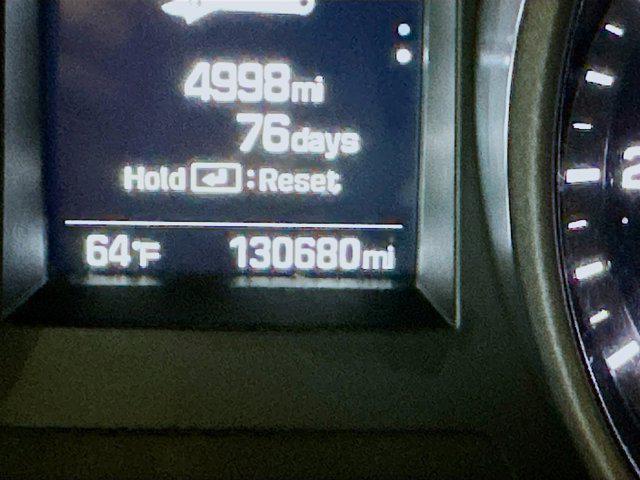 4998mi
76days
Hold :Reset
64°F 130680mi